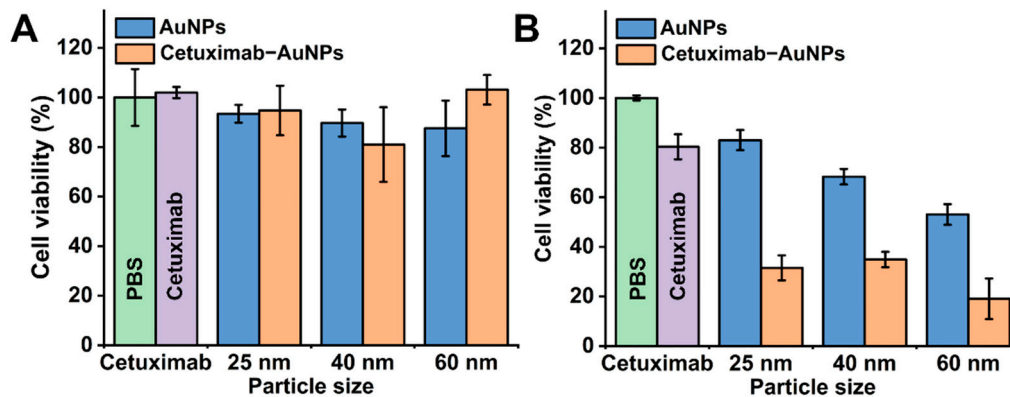 A
AuNPs
Cetuximab–AuNPs
Cell viability (%)
120
100
80
60
40
20
0
PBS
Cetuximab
Cetuximab
25 nm
40 nm
60 nm
Particle size
B
AuNPs
Cetuximab–AuNPs
Cell viability (%)
120
100
80
60
40
20
0
PBS
Cetuximab
Cetuximab
25 nm
40 nm
60 nm
Particle size